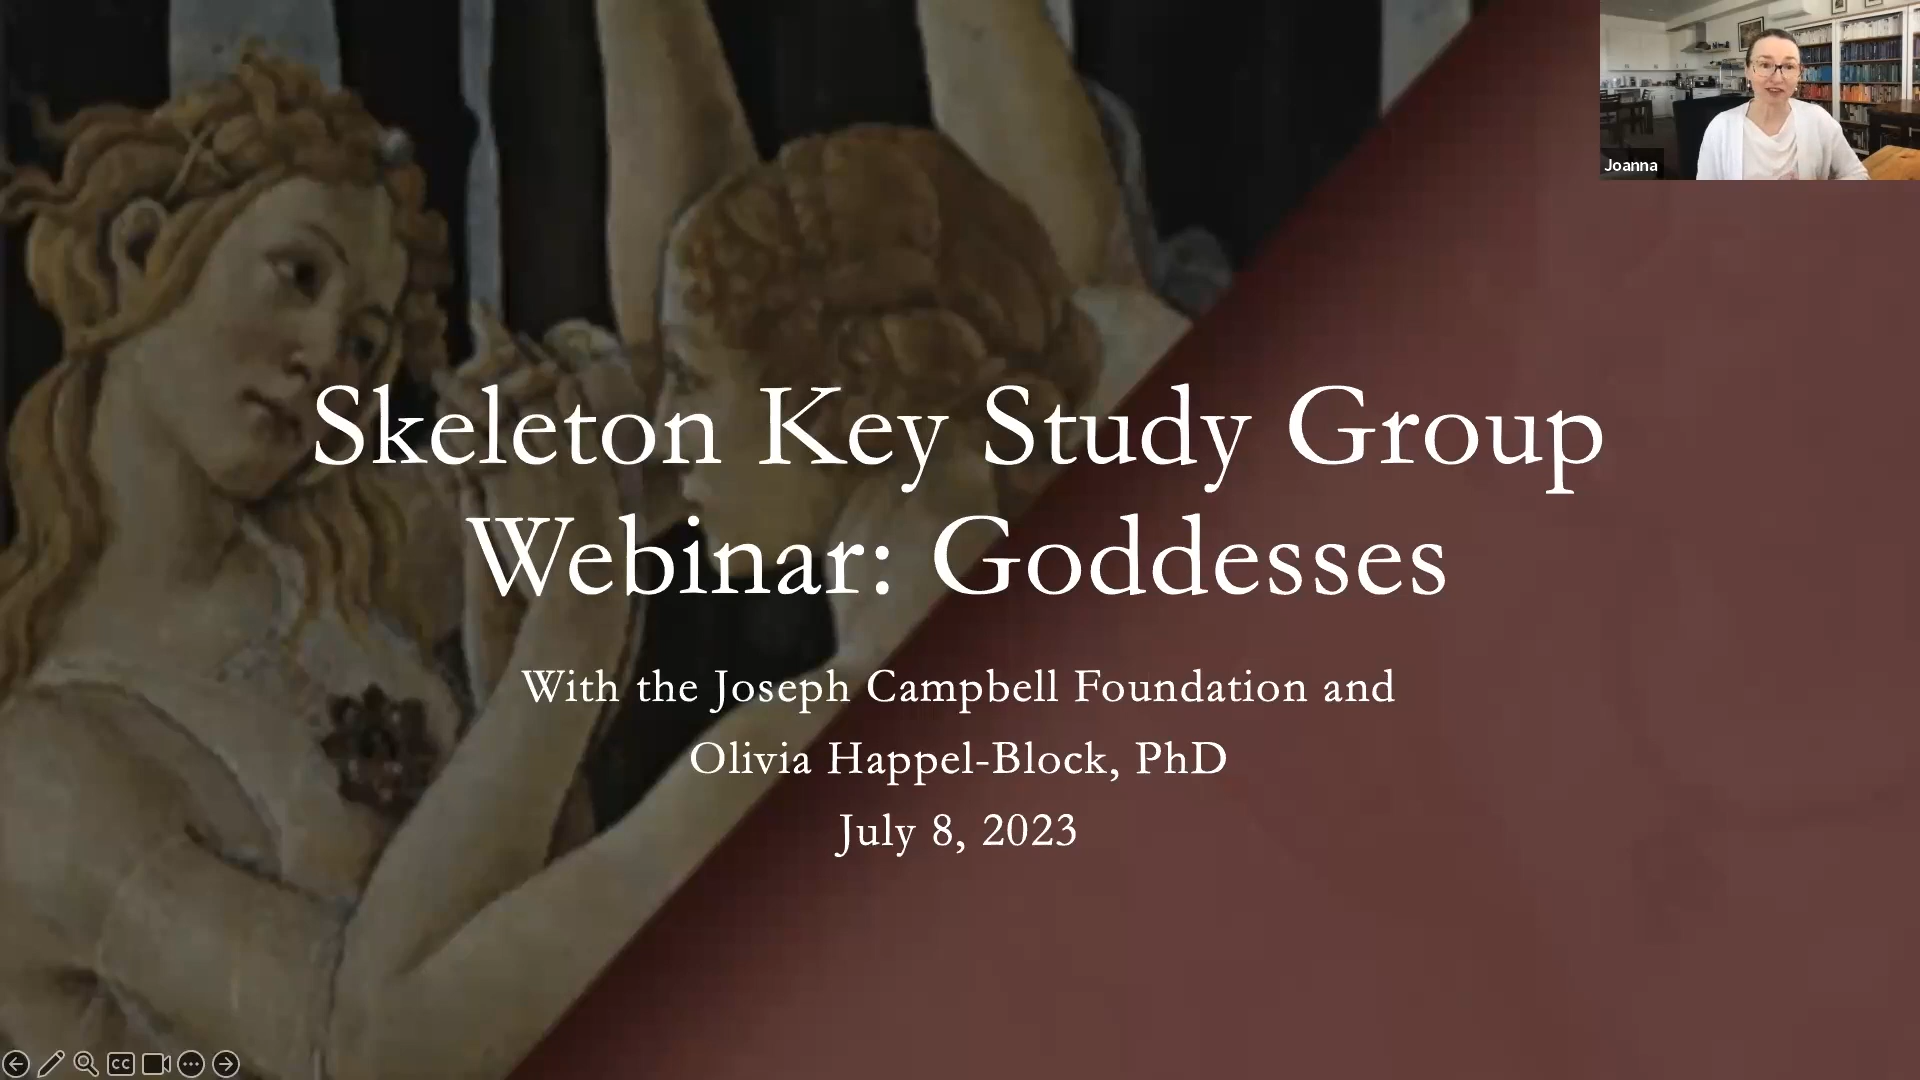 Joanna
Skeleton Key Study Group
Webinar: Goddesses
With the Joseph Campbell Foundation and
Olivia Happel-Block, PhD
July 8, 2023
CC